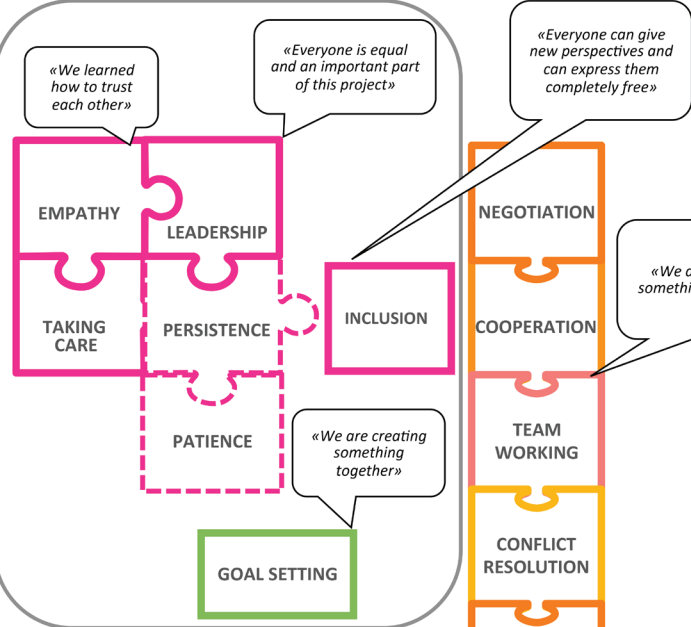 «We learned
how to trust
each other»
«Everyone is equal
and an important part
of this project»
«Everyone can give
new perspectives and
can express them
completely free»
EMPATHY
LEADERSHIP
NEGOTIATION
«We
TAKING
CARE
PERSISTENCE
INCLUSION
COOPERATION
PATIENCE
«We are creating
something
together»
TEAM
WORKING
GOAL SETTING
CONFLICT
RESOLUTION